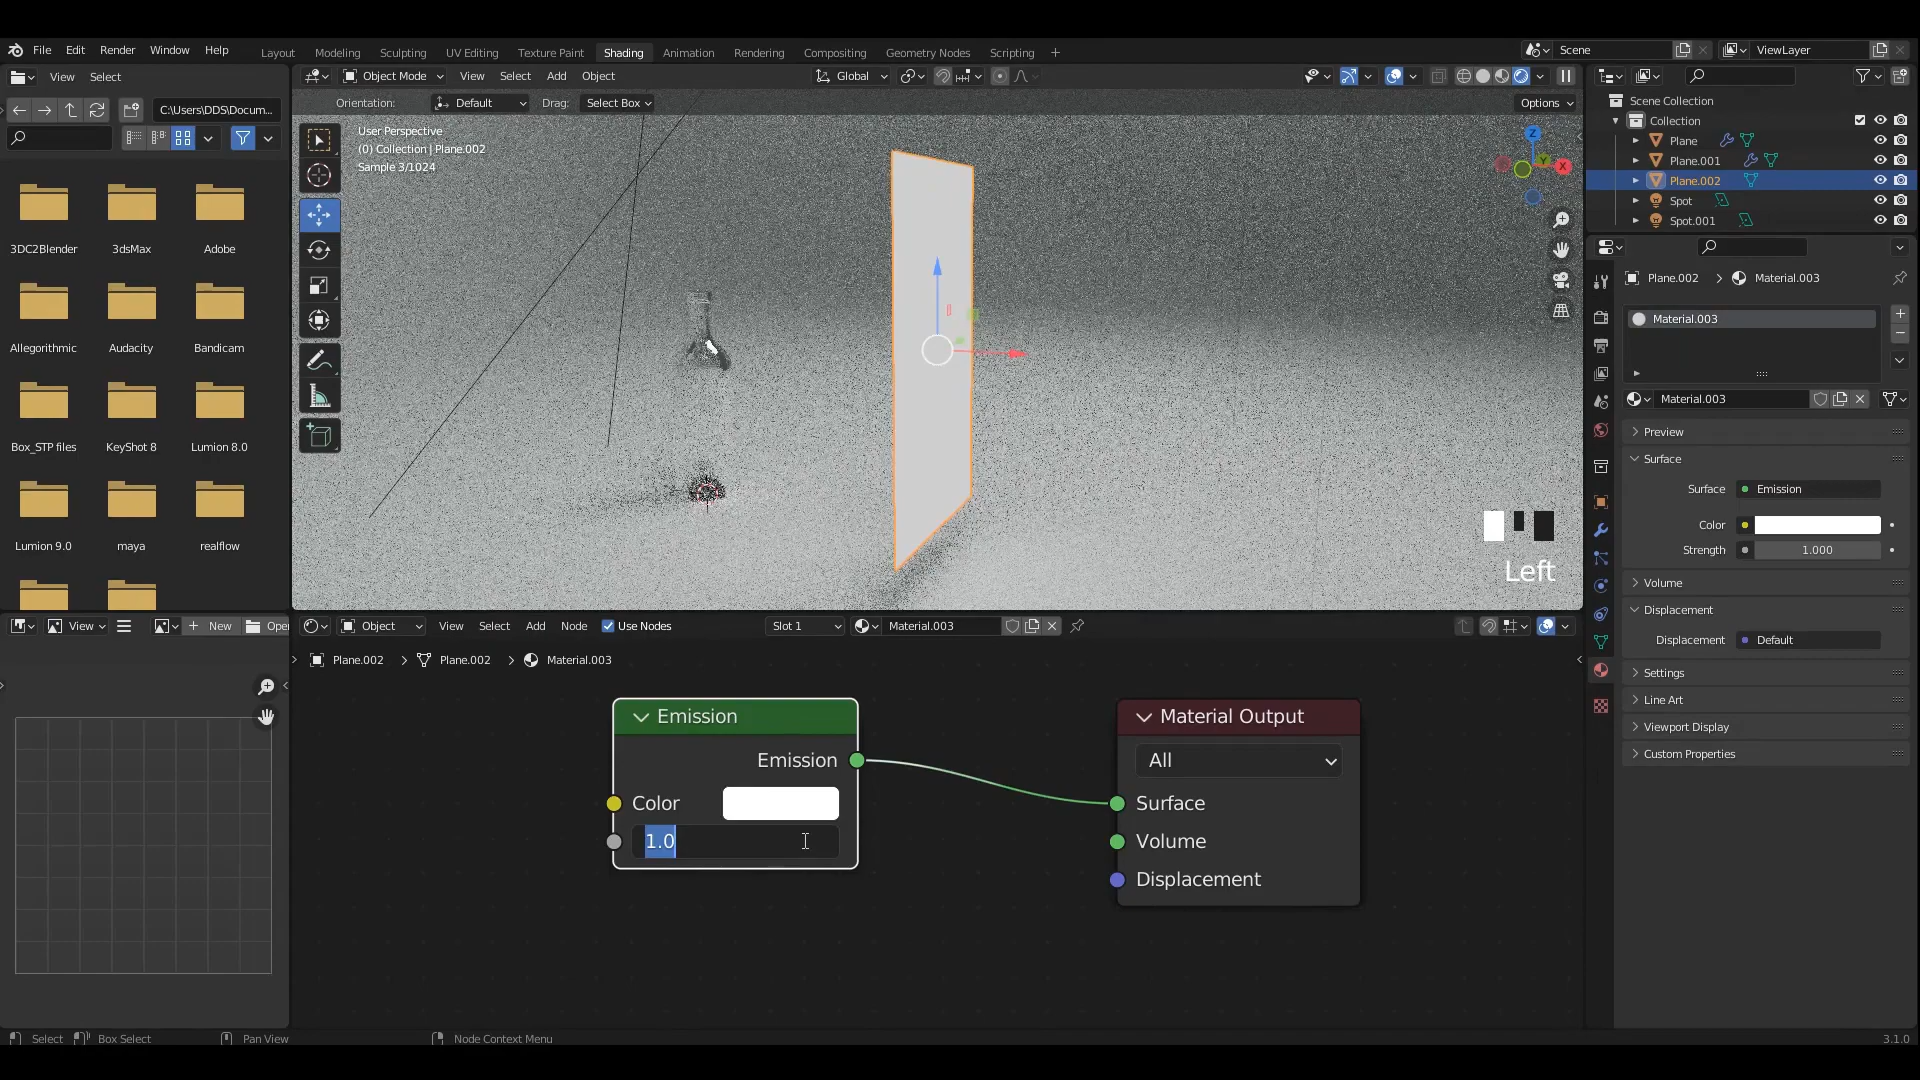 File Edit Render Window Help
Layout Modeling Sculpting UV Editing Texture Paint Shading Animation Rendering Compositing Geometry Nodes Scripting +
Scene
ViewLayer
View Select
C:\Users\DDS\Docum...
3DC2Blender 3dsMax Adobe
Allegorithmic Audacity Bandicam
Box_STP files KeyShot 8 Lumion 8.0
Lumion 9.0 maya realflow
Object Mode View Select Add Object Global
Orientation: Default Drag: Select Box Options
User Perspective
(0) Collection | Plane.002
Sample 3/1024
Z
Y
X
Left
Scene Collection
Collection
Plane
Plane.001
Plane.002
Spot
Spot.001
Plane.002 > Material.003
Material.003
Material.003
Preview
Surface
Surface Emission
Color
Strength 1.000
Volume
Displacement
Displacement Default
Settings
Line Art
Viewport Display
Custom Properties
View + New Ope
Object View Select Add Node Use Nodes Slot 1 Material.003
Plane.002 > Plane.002 > Material.003
Emission
Emission
Color
1.0
Material Output
All
Surface
Volume
Displacement
Select Box Select Pan View Node Context Menu 3.1.0